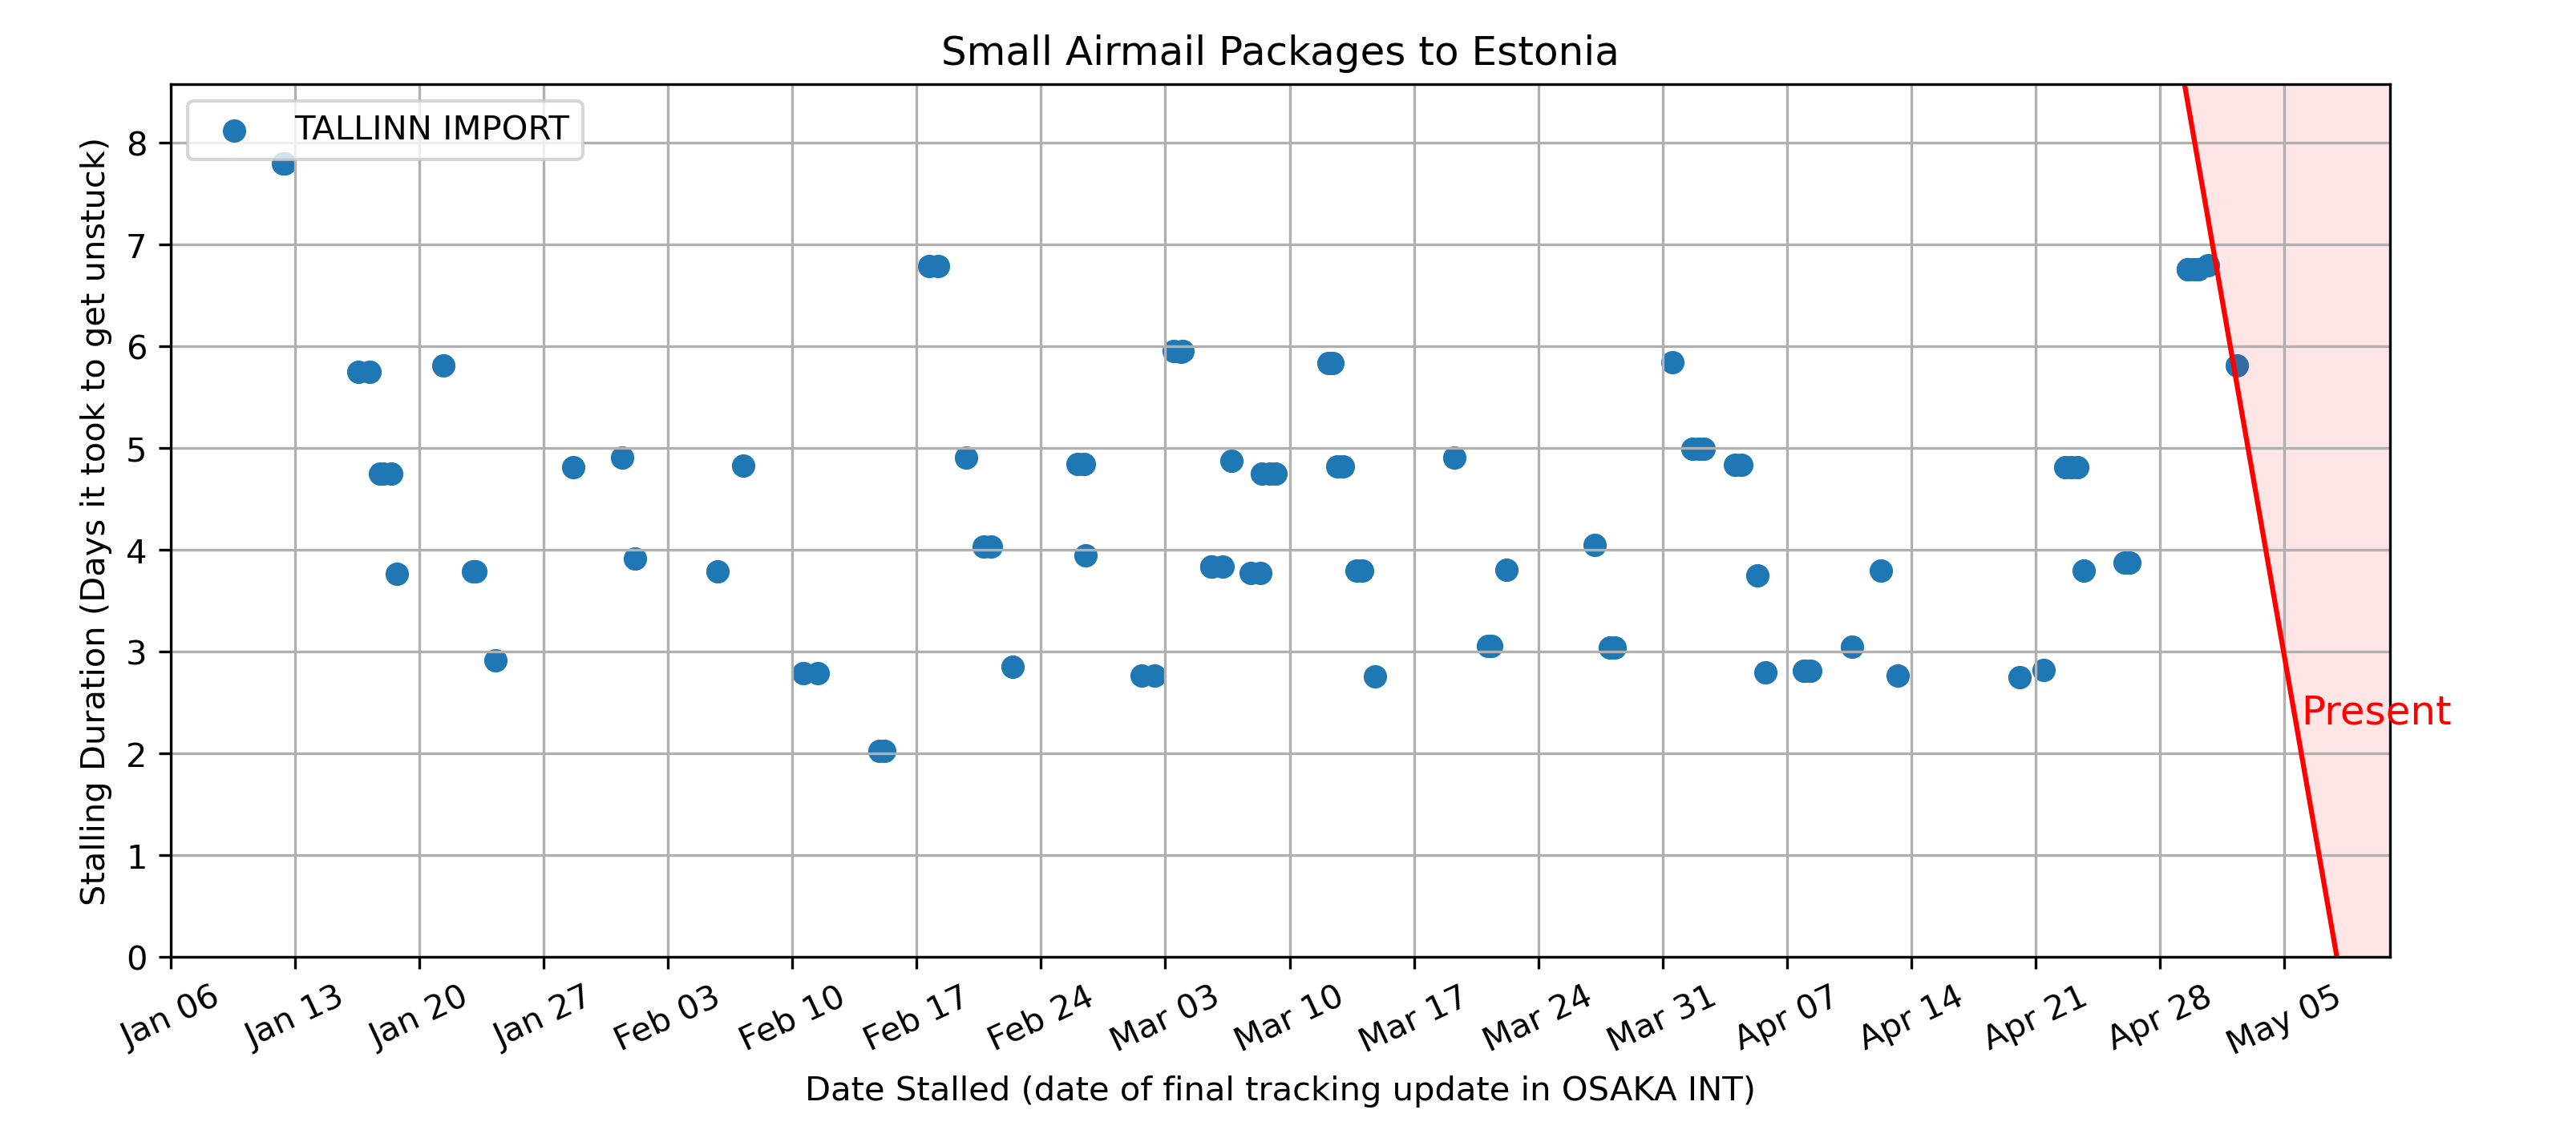 Small Airmail Packages to Estonia
TALLINN IMPORT
Stalling Duration (Days it took to get unstuck)
8
7
6
5
4
3
2
1
0
Present
Jan 06
Jan 13
Jan 20
Jan 27
Feb 03
Feb 10
Feb 17
Feb 24
Mar 03
Mar 10
Mar 17
Mar 24
Mar 31
Apr 07
Apr 14
Apr 21
Apr 28
May 05
Date Stalled (date of final tracking update in OSAKA INT)